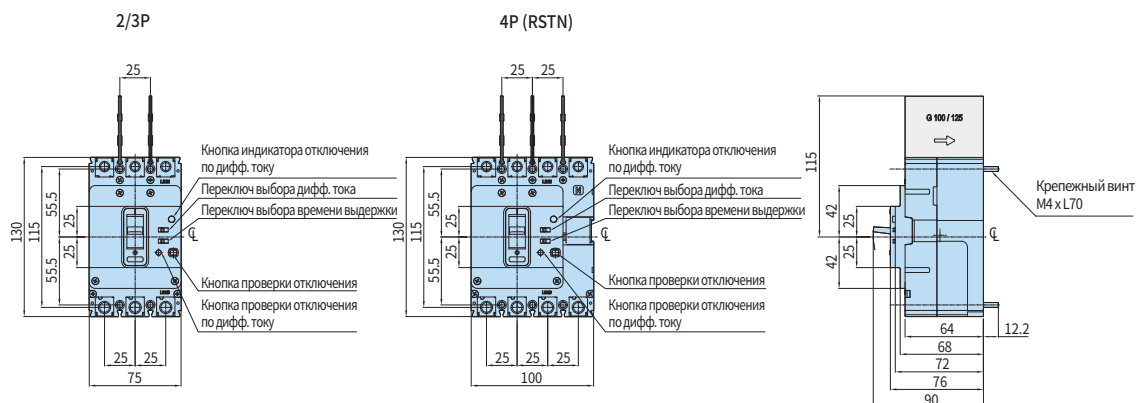 2/3P
25
Кнопка индикатора отключения
по дифф. току
Переключ выбора дифф. тока
Переключ выбора времени выдержки
Кнопка проверки отключения
Кнопка проверки отключения
по дифф. току
130
115
55.5
55.5
25
25
25
25
75
4P (RSTN)
25
25
Кнопка индикатора отключения
по дифф. току
Переключ выбора дифф. тока
Переключ выбора времени выдержки
Кнопка проверки отключения
Кнопка проверки отключения
по дифф. току
N
130
115
55.5
55.5
25
25
25
25
25
100
G 100 / 125
115
42
42
25
25
Крепежный винт
M4 x L70
64
12.2
68
72
76
90